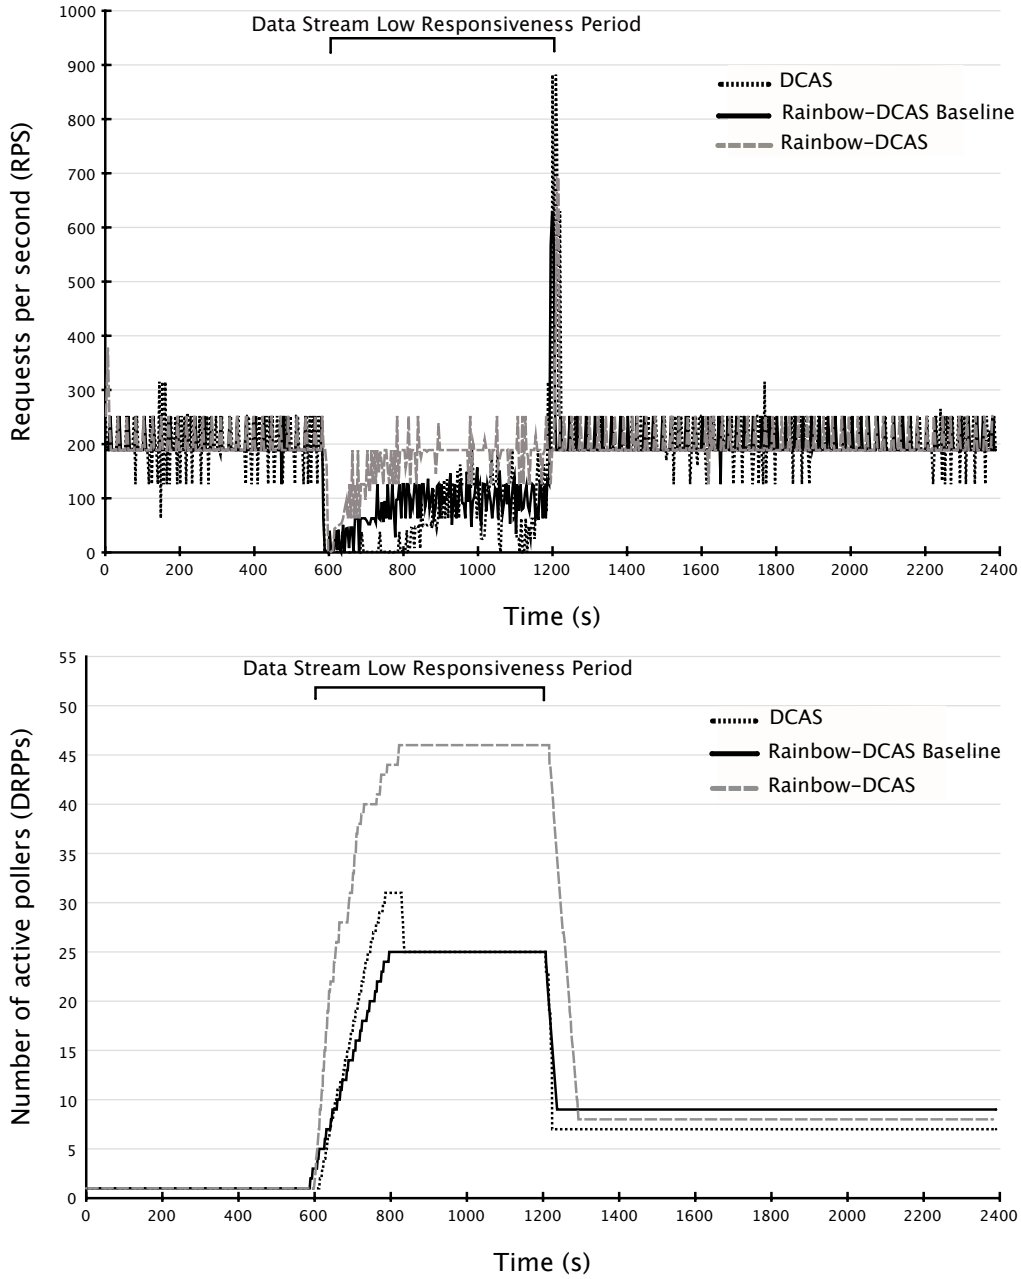 1000
Data Stream Low Responsiveness Period
900
DCAS
800
Rainbow-DCAS Baseline
Rainbow-DCAS
700
600
500
400
300
200
100
0
Requests per second (RPS)
0 200 400 600 800 1000 1200 1400 1600 1800 2000 2200 2400
Time (s)
55
Data Stream Low Responsiveness Period
50
DCAS
45
Rainbow-DCAS Baseline
Rainbow-DCAS
40
35
30
25
20
15
10
5
0
Number of active pollers (DRPPs)
0 200 400 600 800 1000 1200 1400 1600 1800 2000 2200 2400
Time (s)